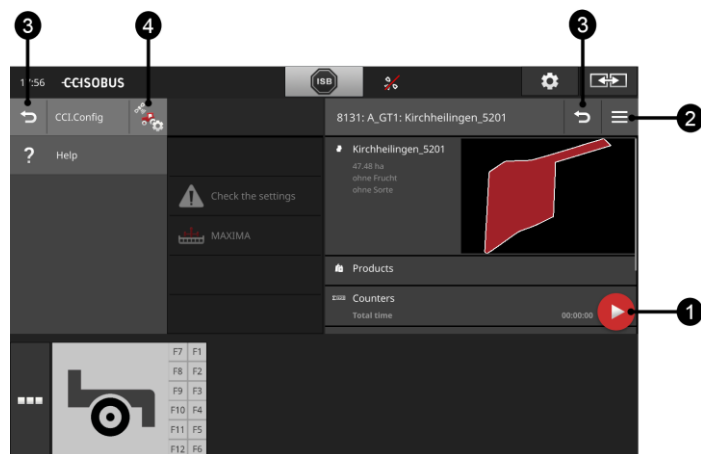 3
4
3
17:56
CCISOBUS
ISB
CCI.Config
8131: A_GT1: Kirchheilingen_5201
2
? Help
Kirchheilingen_5201
47,48 ha
ohne Frucht
ohne Sorte
Check the settings
MAXIMA
Products
Counters
Total time 00:00:00
1
F7 F1
F8 F2
F9 F3
F10 F4
F11 F5
F12 F6